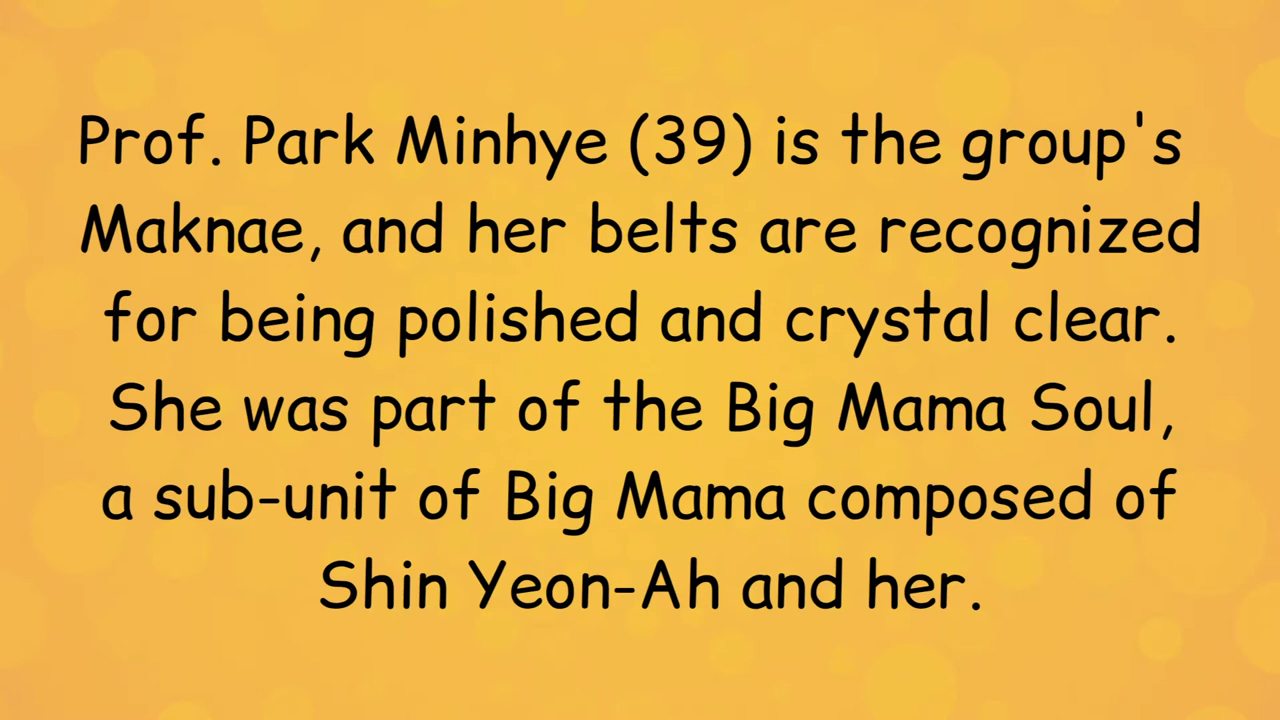 Prof. Park Minhye (39) is the group's
Maknae, and her belts are recognized
for being polished and crystal clear.
She was part of the Big Mama Soul,
a sub-unit of Big Mama composed of
Shin Yeon-Ah and her.